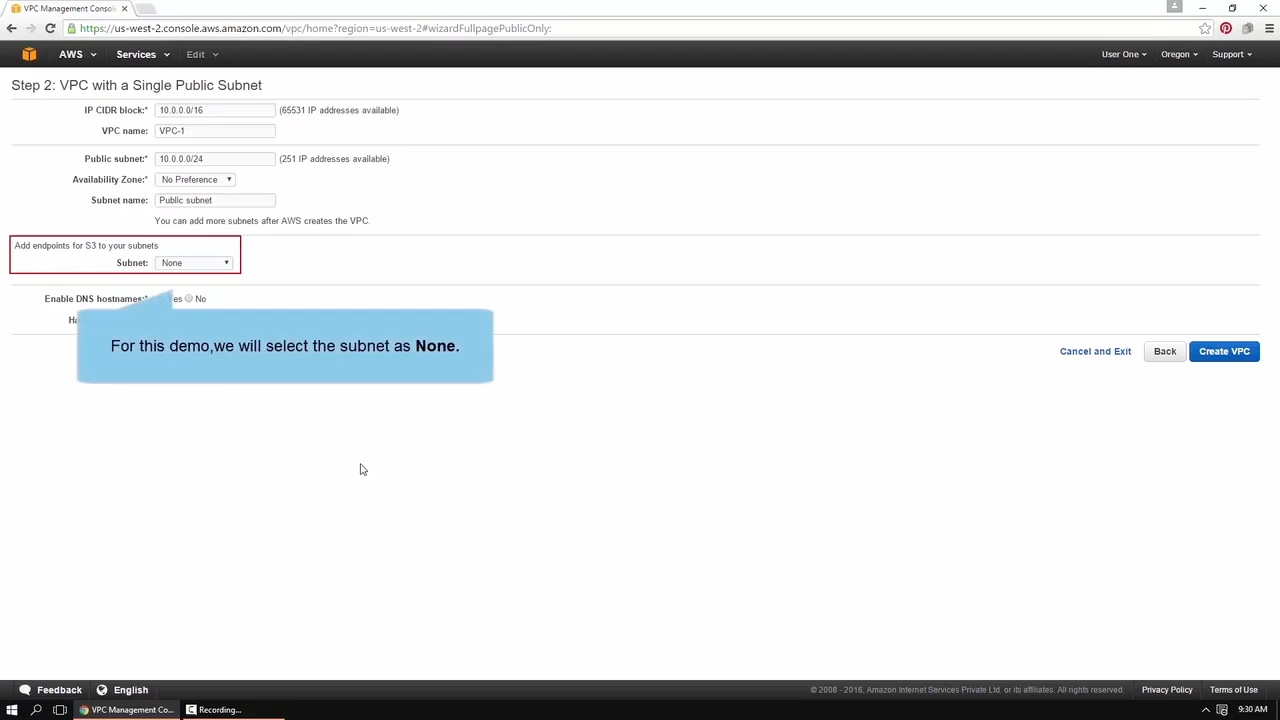 VPC Management Consol
https://us-west-2.console.aws.amazon.com/vpc/home?region=us-west-2#wizardFullpagePublicOnly:
AWS Services Edit User One Oregon Support
Step 2: VPC with a Single Public Subnet
IP CIDR block:* 10.0.0.0/16 (65531 IP addresses available)
VPC name: VPC-1
Public subnet:* 10.0.0.0/24 (251 IP addresses available)
Availability Zone:* No Preference
Subnet name: Public subnet
You can add more subnets after AWS creates the VPC.
Add endpoints for S3 to your subnets
Subnet: None
Enable DNS hostnames:* No
For this demo,we will select the subnet as None.
Cancel and Exit Back Create VPC
Feedback English © 2008 - 2016, Amazon Internet Services Private Ltd. or its affiliates. All rights reserved. Privacy Policy Terms of Use
VPC Management Co... Recording... 9:30 AM